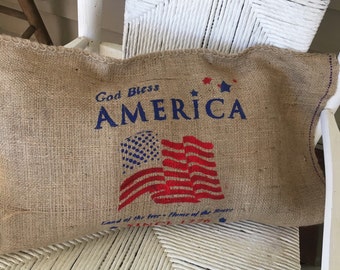 God Bless
AMERICA
Land of the free - Home of the Brave